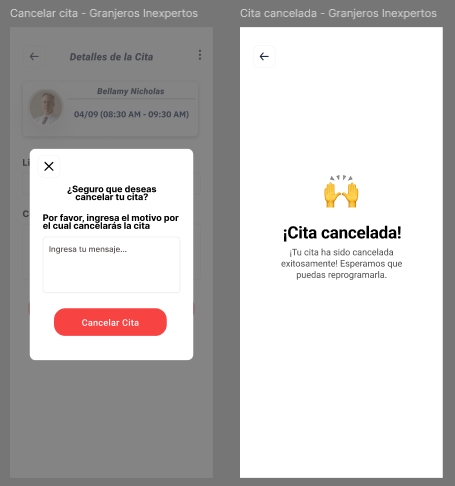 Cancelar cita - Granjeros Inexpertos
Detalles de la Cita
Bellamy Nicholas
04/09 (08:30 AM - 09:30 AM)
Li
¿Seguro que deseas
cancelar tu cita?
Por favor, ingresa el motivo por
el cual cancelarás la cita
C
Ingresa tu mensaje...
Cancelar Cita
Cita cancelada - Granjeros Inexpertos
¡Cita cancelada!
¡Tu cita ha sido cancelada
exitosamente! Esperamos que
puedas reprogramarla.